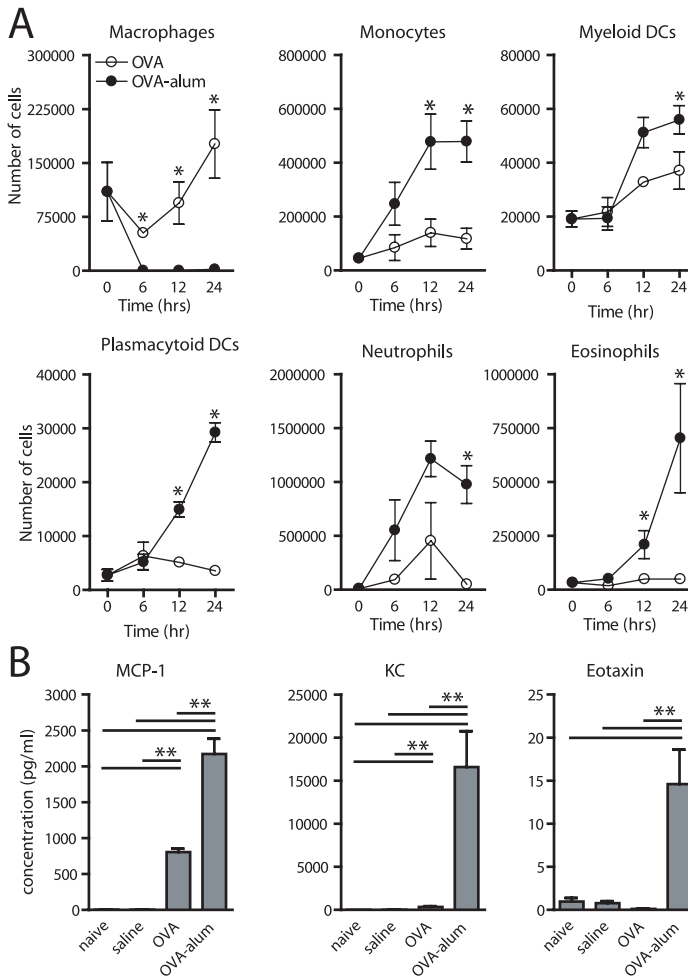 A
Macrophages
Number of cells
300000
225000
150000
75000
0
OVA
OVA-alum
*
*
*
0 6 12 24
Time (hrs)
Monocytes
800000
600000
400000
200000
0
* *
0 6 12 24
Time (hrs)
Myeloid DCs
80000
60000
40000
20000
0
*
0 6 12 24
Time (hr)
Plasmacytoid DCs
Number of cells
40000
30000
20000
10000
0
*
*
0 6 12 24
Time (hr)
Neutrophils
2000000
1500000
1000000
500000
0
*
0 6 12 24
Time (hrs)
Eosinophils
1000000
750000
500000
250000
0
*
*
0 6 12 24
Time (hrs)
B
MCP-1
concentration (pg/ml)
3000
2500
2000
1500
1000
500
0
**
**
naive
saline
OVA
OVA-alum
KC
25000
20000
15000
10000
5000
0
**
**
naive
saline
OVA
OVA-alum
Eotaxin
25
20
15
10
5
0
**
naive
saline
OVA
OVA-alum